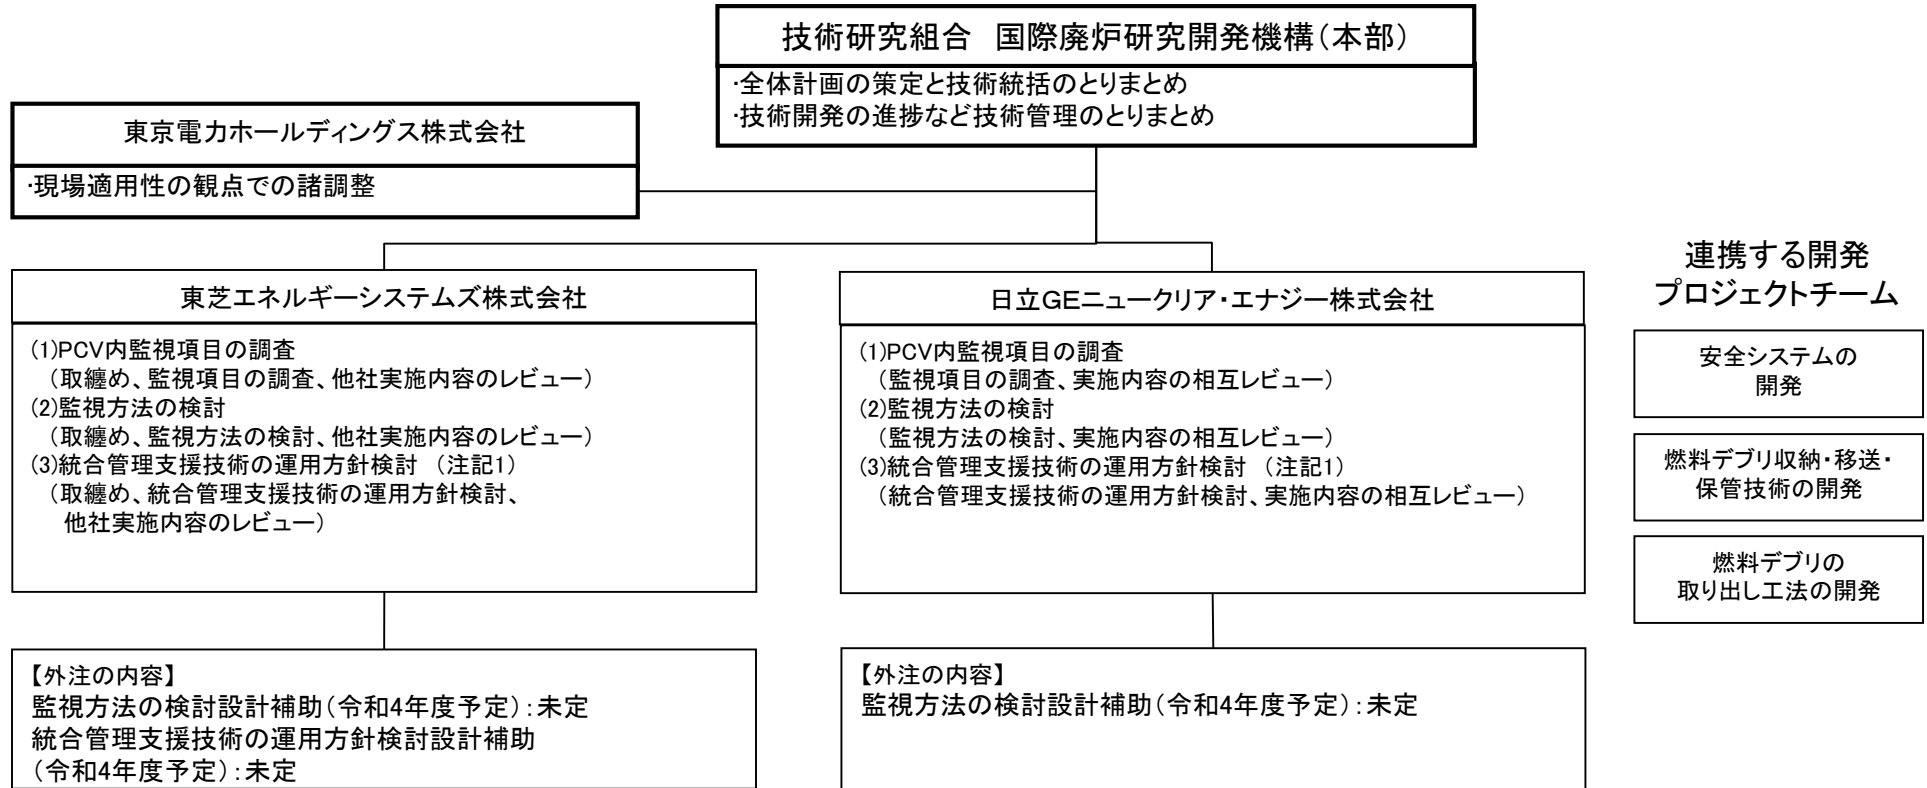 技術研究組合　国際廃炉研究開発機構（本部）
・全体計画の策定と技術統括のとりまとめ
・技術開発の進捗など技術管理のとりまとめ
東京電力ホールディングス株式会社
・現場適用性の観点での諸調整
東芝エネルギーシステムズ株式会社
(1)PCV内監視項目の調査
（取纏め、監視項目の調査、他社実施内容のレビュー）
(2)監視方法の検討
（取纏め、監視方法の検討、他社実施内容のレビュー）
(3)統合管理支援技術の運用方針検討　（注記1）
（取纏め、統合管理支援技術の運用方針検討、
他社実施内容のレビュー）
日立GEニュークリア・エナジー株式会社
(1)PCV内監視項目の調査
（監視項目の調査、実施内容の相互レビュー）
(2)監視方法の検討
（監視方法の検討、実施内容の相互レビュー）
(3)統合管理支援技術の運用方針検討　（注記1）
（統合管理支援技術の運用方針検討、実施内容の相互レビュー）
連携する開発
プロジェクトチーム
安全システムの
開発
燃料デブリ収納・移送・
保管技術の開発
燃料デブリの
取り出し工法の開発
【外注の内容】
監視方法の検討設計補助（令和4年度予定）：未定
統合管理支援技術の運用方針検討設計補助
（令和4年度予定）：未定
【外注の内容】
監視方法の検討設計補助（令和4年度予定）：未定